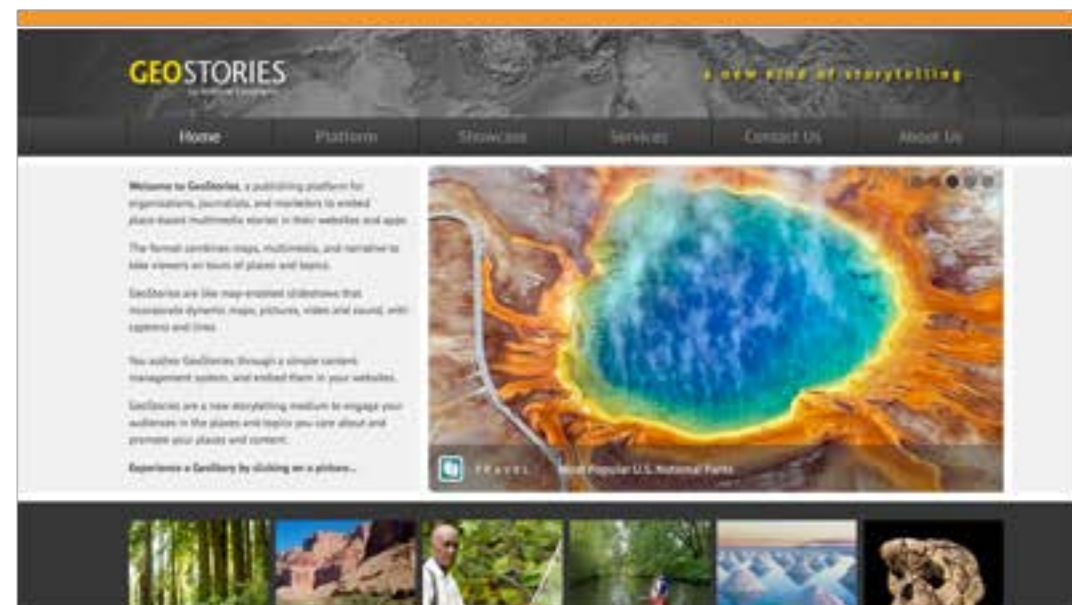 GEOSTORIES
by National Geographic
a new kind of storytelling
Home Platform Showcase Services Contact Us About Us
Welcome to GeoStories, a publishing platform for
organizations, journalists, and marketers to embed
place-based multimedia stories in their websites and apps.
The format combines maps, multimedia, and narrative to
take viewers on tours of places and topics.
GeoStories are like map-enabled slideshows that
incorporate dynamic maps, pictures, video and sound, with
captions and links.
You author GeoStories through a simple content
management system, and embed them in your websites.
GeoStories are a new storytelling medium to engage your
audiences in the places and topics you care about and
promote your places and content.
Experience a GeoStory by clicking on a picture...
TRAVEL Most Popular U.S. National Parks